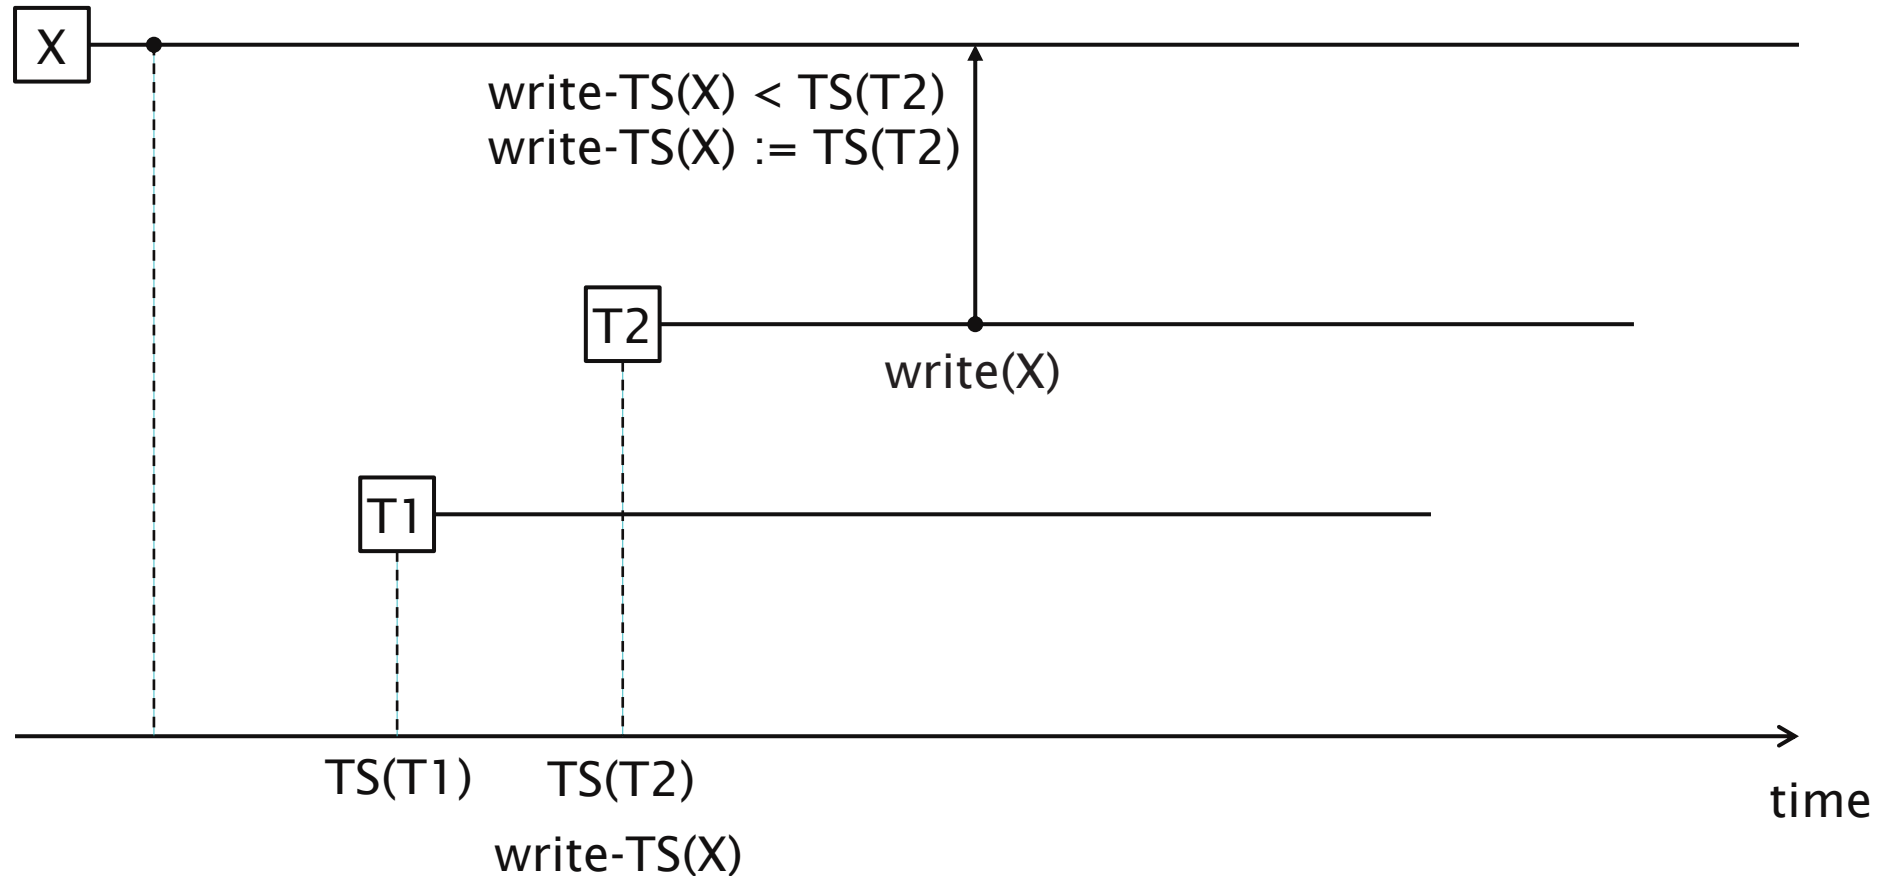 X
write-TS(X) < TS(T2)
write-TS(X) := TS(T2)
T2
write(X)
T1
TS(T1)
TS(T2)
time
write-TS(X)